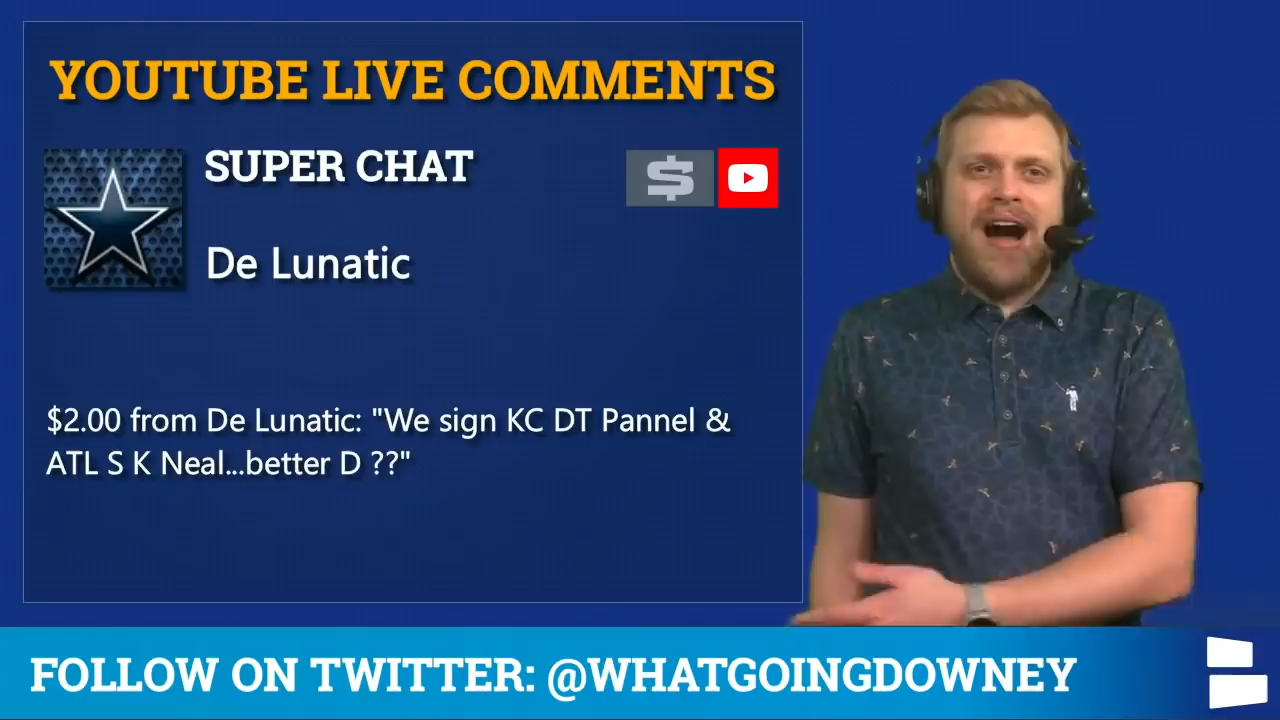 YOUTUBE LIVE COMMENTS
SUPER CHAT
De Lunatic
$2.00 from De Lunatic: "We sign KC DT Pannel &
ATL S K Neal...better D ??"
FOLLOW ON TWITTER: @WHATGOINGDOWNEY